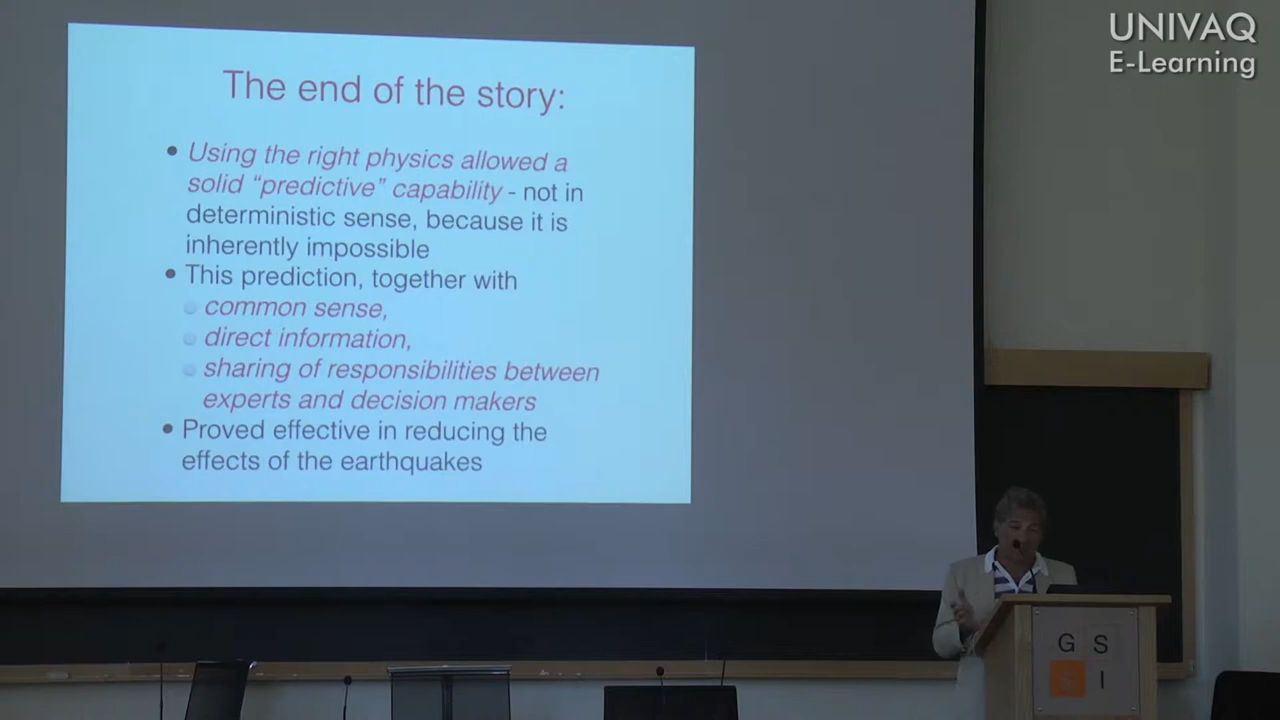 UNIVAQ
E-Learning
The end of the story:
• Using the right physics allowed a
solid “predictive” capability - not in
deterministic sense, because it is
inherently impossible
• This prediction, together with
common sense,
direct information,
sharing of responsibilities between
experts and decision makers
• Proved effective in reducing the
effects of the earthquakes
G S
S I